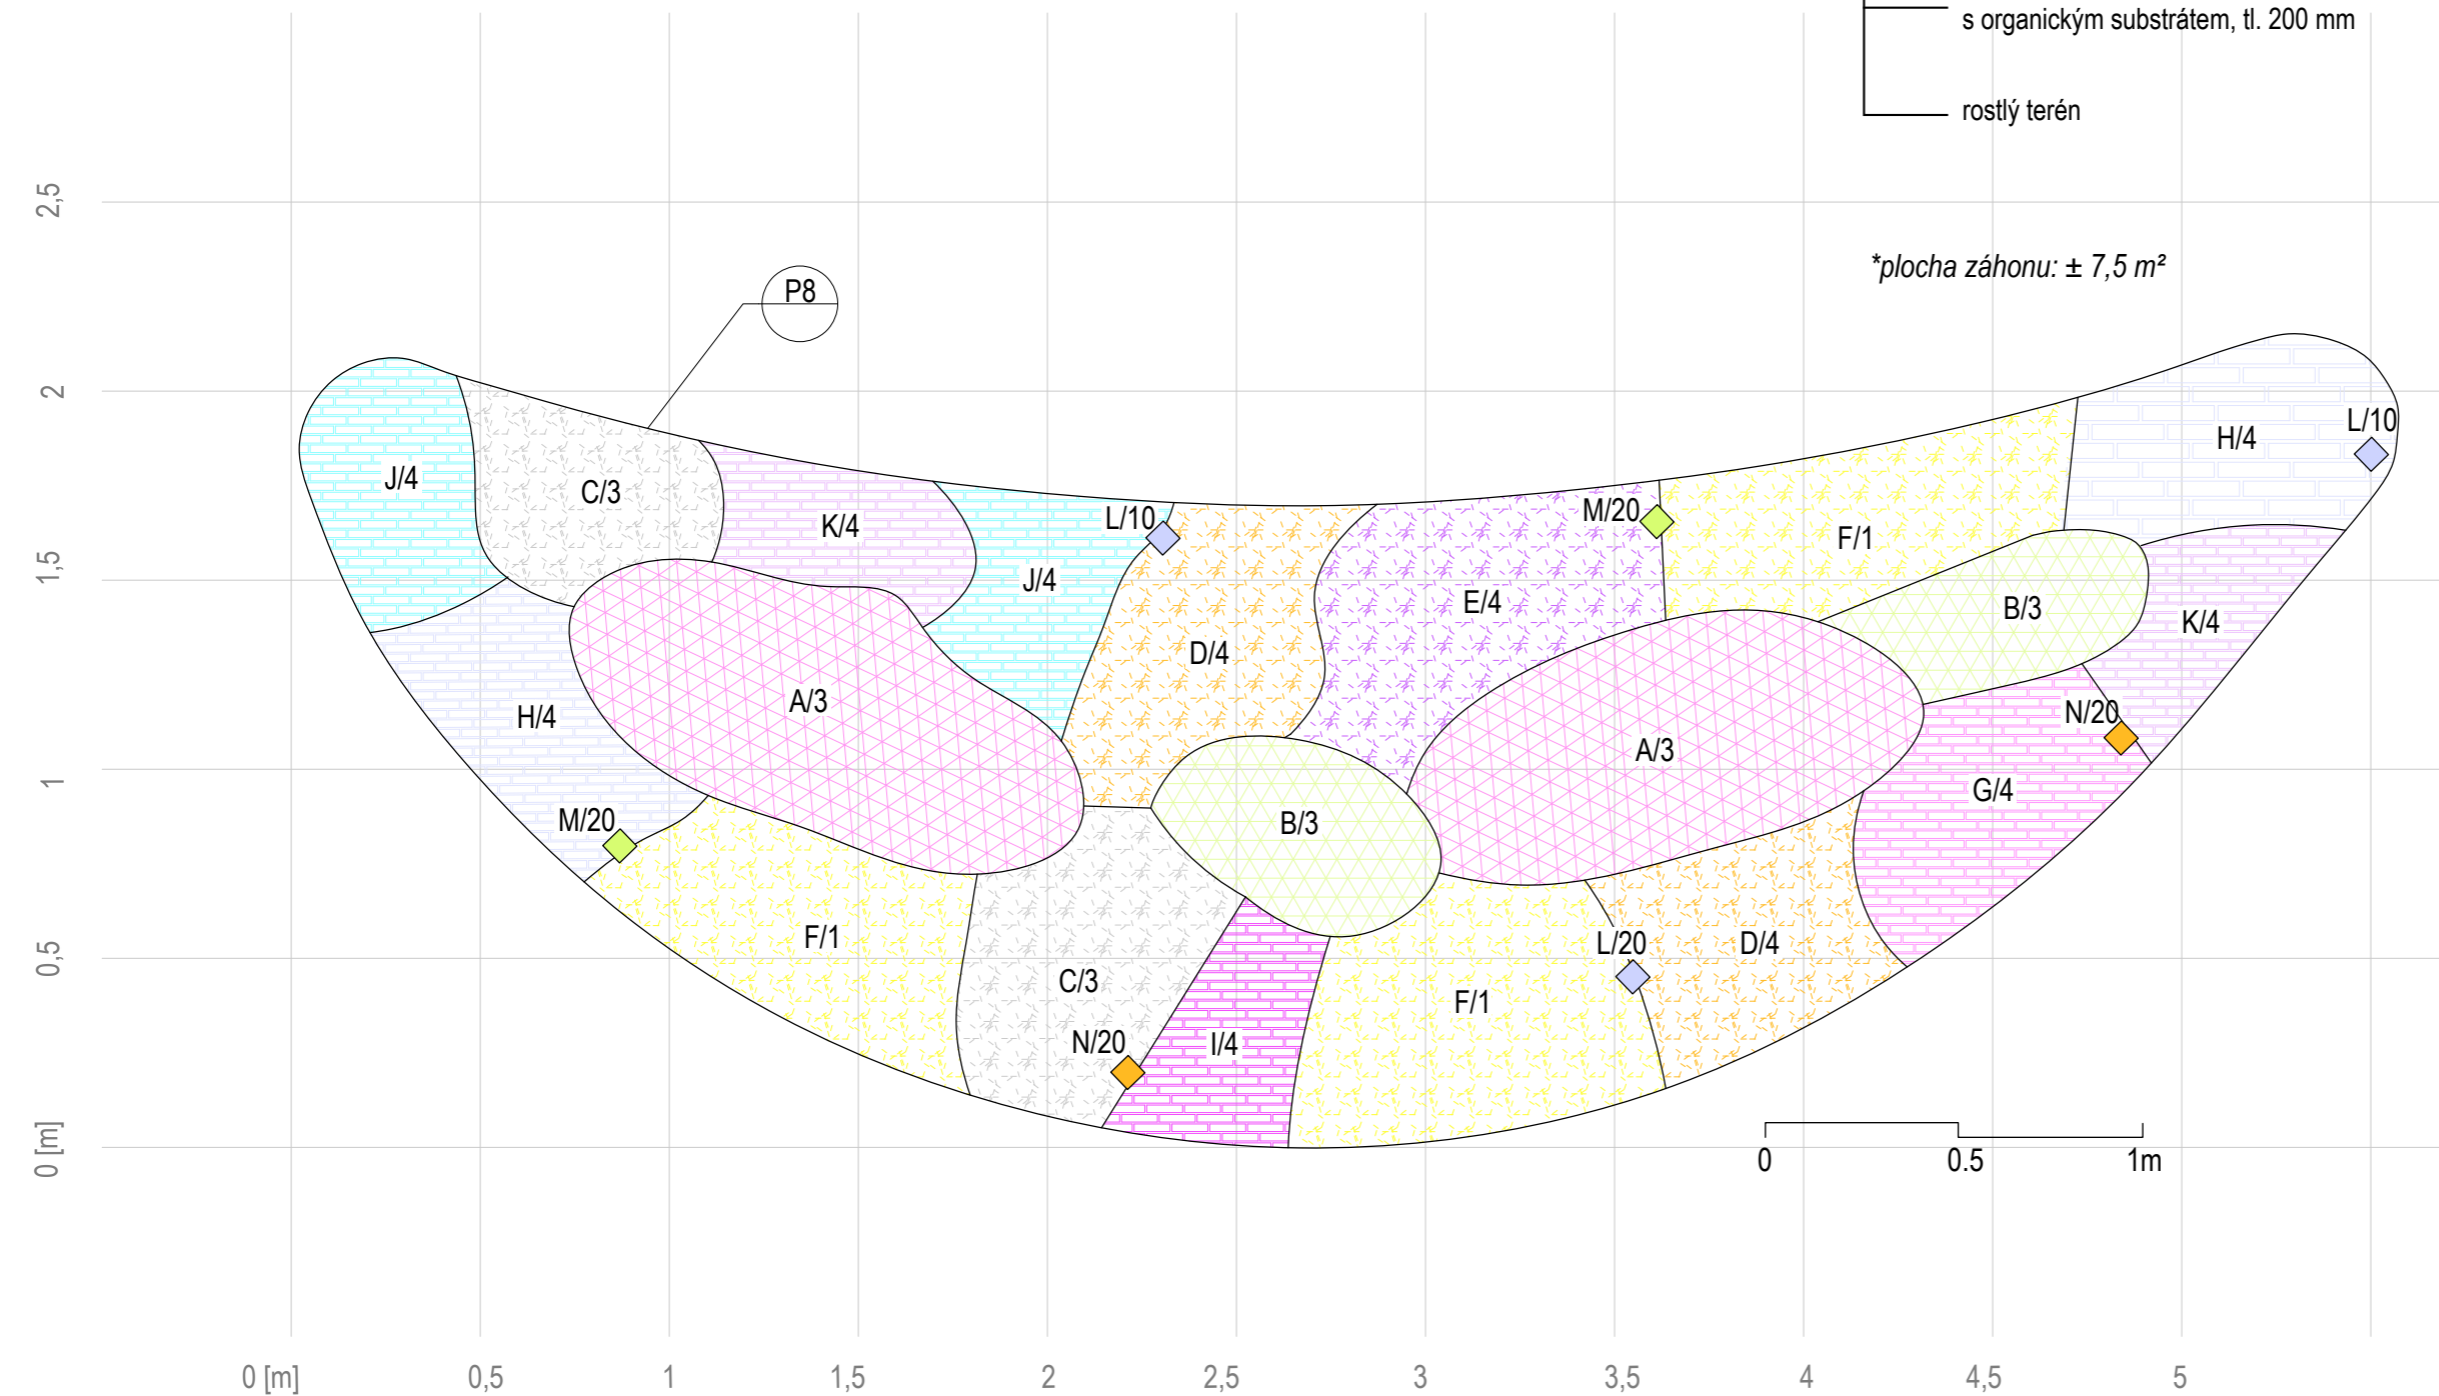 s organickým substrátem, tl. 200 mm
rostlý terén
2,5
*plocha záhonu: ± 7,5 m²
P8
2
L/10
H/4
J/4
C/3
K/4
L/10
M/20
F/1
1,5
J/4
E/4
B/3
K/4
D/4
A/3
H/4
N/20
A/3
1
G/4
M/20
B/3
F/1
L/20
D/4
0,5
C/3
F/1
N/20
I/4
0 [m]
0 0.5 1m
0 [m] 0,5 1 1,5 2 2,5 3 3,5 4 4,5 5